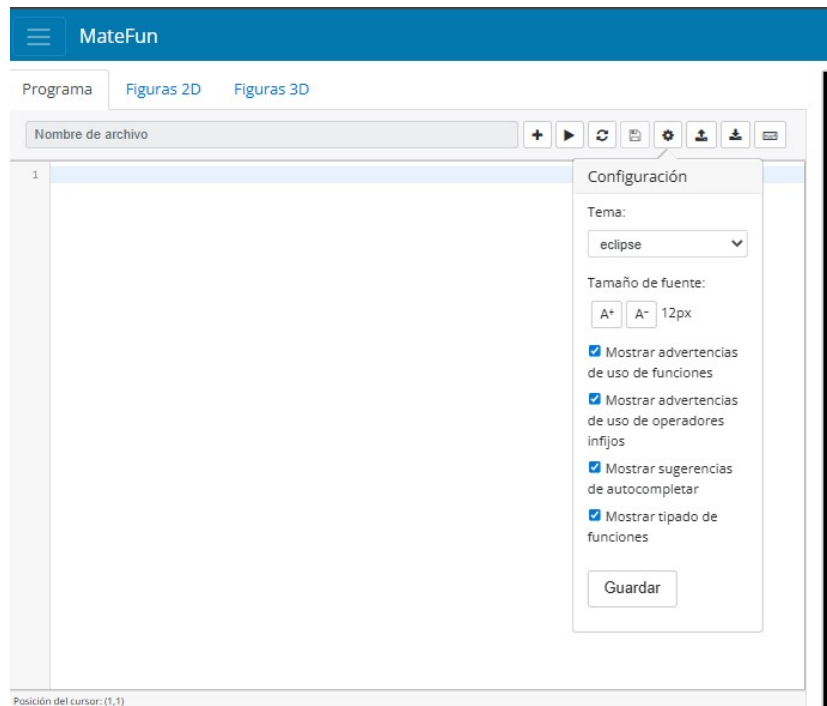 MateFun
Programa Figuras 2D Figuras 3D
Nombre de archivo
1
Configuración
Tema:
eclipse
Tamaño de fuente:
A+ A- 12px
Mostrar advertencias
de uso de funciones
Mostrar advertencias
de uso de operadores
infijos
Mostrar sugerencias
de autocompletar
Mostrar tipado de
funciones
Guardar
Posición del cursor: (1,1)